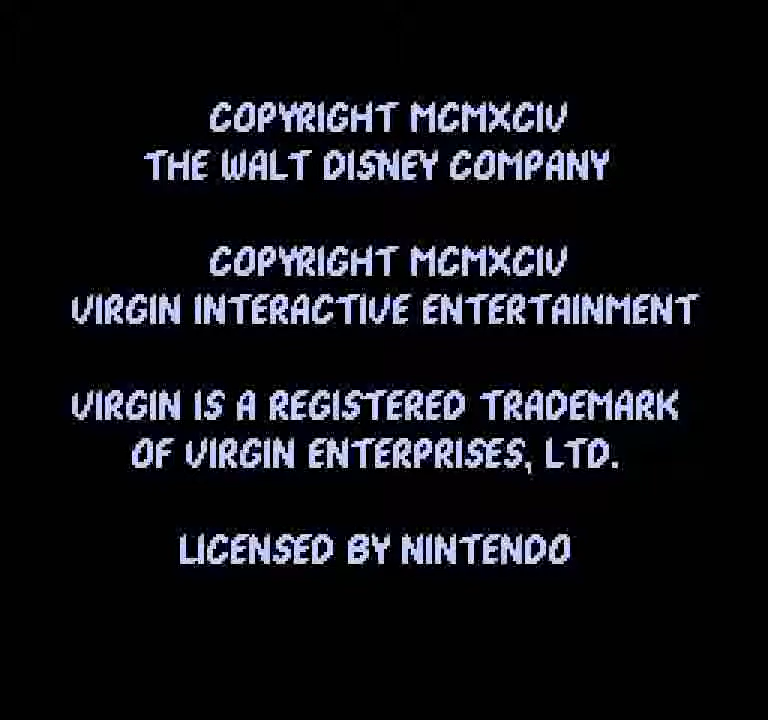 COPYRIGHT MCMXCIV
THE WALT DISNEY COMPANY
COPYRIGHT MCMXCIV
VIRGIN INTERACTIVE ENTERTAINMENT
VIRGIN IS A REGISTERED TRADEMARK
OF VIRGIN ENTERPRISES, LTD.
LICENSED BY NINTENDO